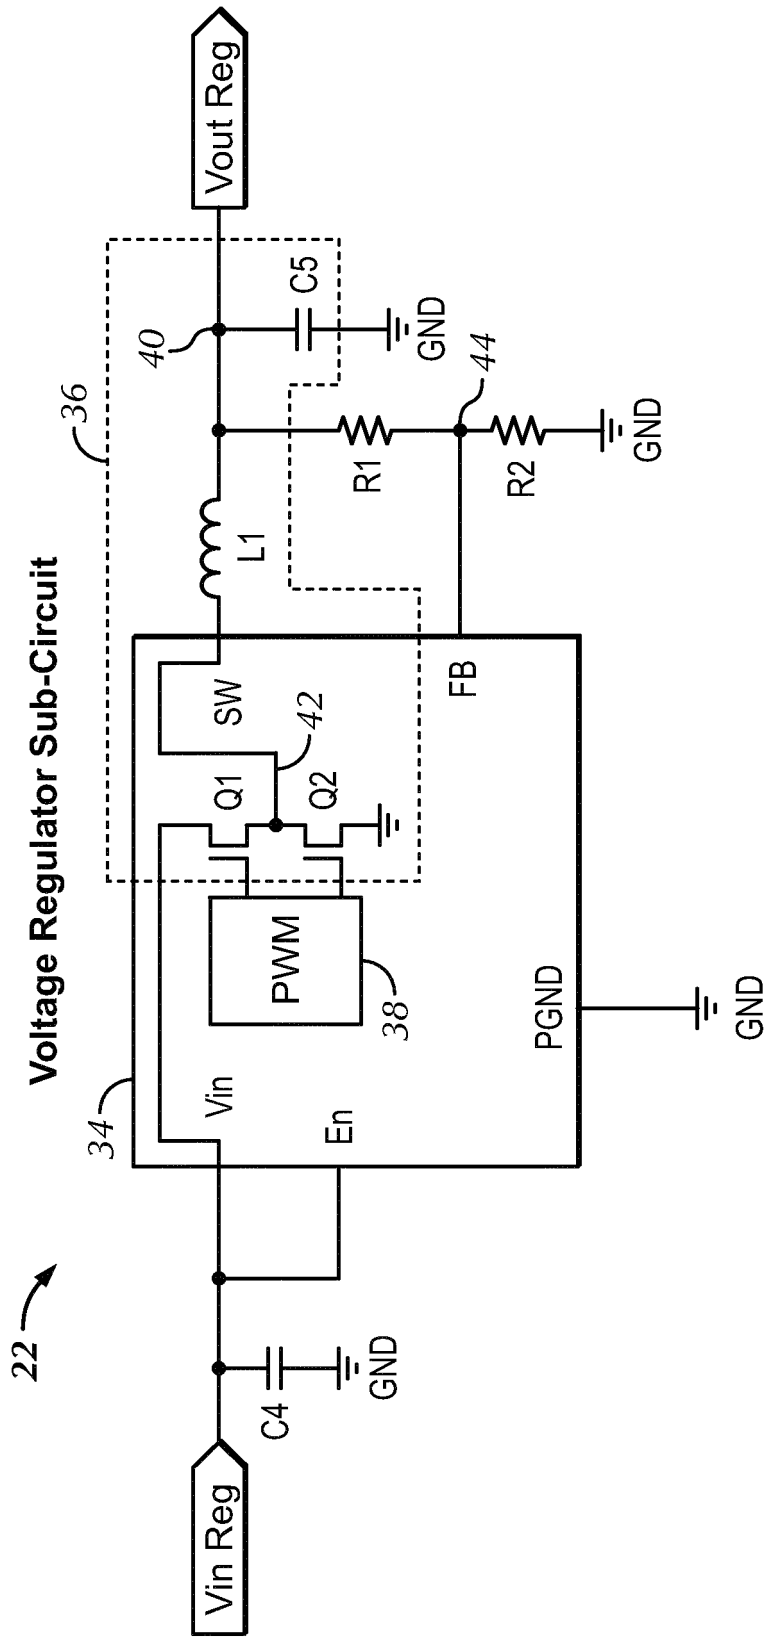 Voltage Regulator Sub-Circuit
22
34
36
Vin Reg
C4
GND
Vin
En
PWM
38
Q1
Q2
42
SW
FB
PGND
GND
L1
40
C5
GND
R1
44
R2
GND
Vout Reg